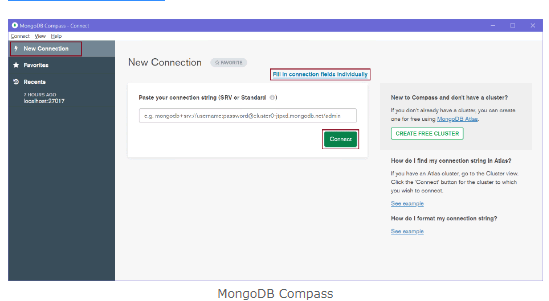 MongoDB Compass - Connect
Connect View Help
New Connection
Favorites
Recents
7 HOURS AGO
localhost:27017
New Connection
FAVORITE
Fill in connection fields individually
Paste your connection string (SRV or Standard)
e.g. mongodb+srv://username:password@cluster0-jtpxd.mongodb.net/admin
Connect
New to Compass and don't have a cluster?
If you don't already have a cluster, you can create
one for free using MongoDB Atlas.
CREATE FREE CLUSTER
How do I find my connection string in Atlas?
If you have an Atlas cluster, go to the Cluster view.
Click the 'Connect' button for the cluster to which
you wish to connect.
See example
How do I format my connection string?
See example
MongoDB Compass